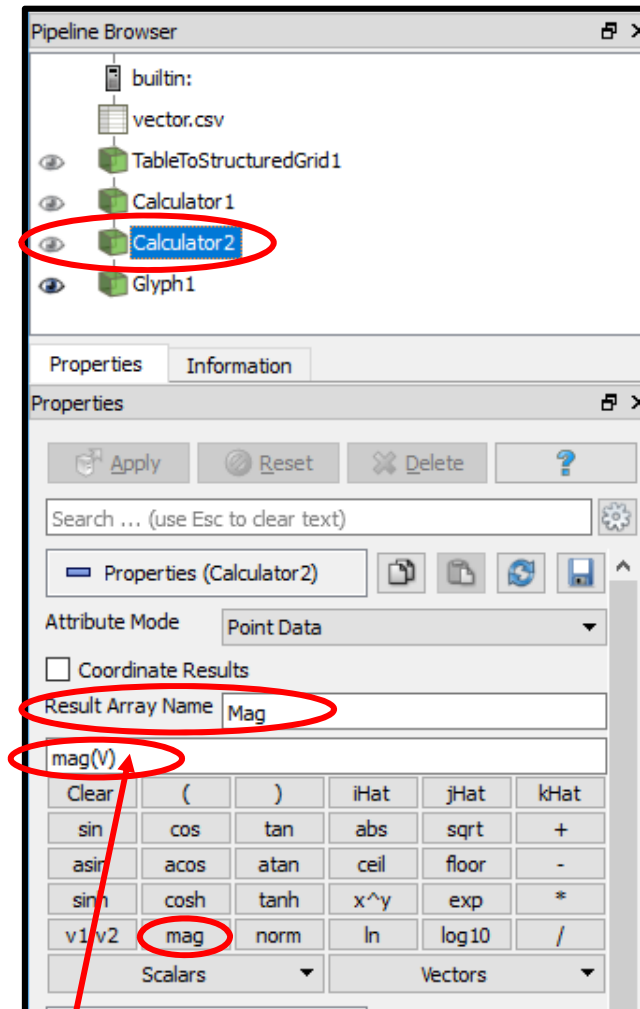 Pipeline Browser
builtin:
vector.csv
TableToStructuredGrid1
Calculator1
Calculator2
Glyph1
Properties Information
Properties
Apply Reset Delete ?
Search ... (use Esc to clear text)
Properties (Calculator2)
Attribute Mode Point Data
Coordinate Results
Result Array Name Mag
mag(V)
Clear ( ) iHat jHat kHat
sin cos tan abs sqrt +
asin acos atan ceil floor -
sinh cosh tanh x^y exp *
v1.v2 mag norm ln log10 /
Scalars Vectors